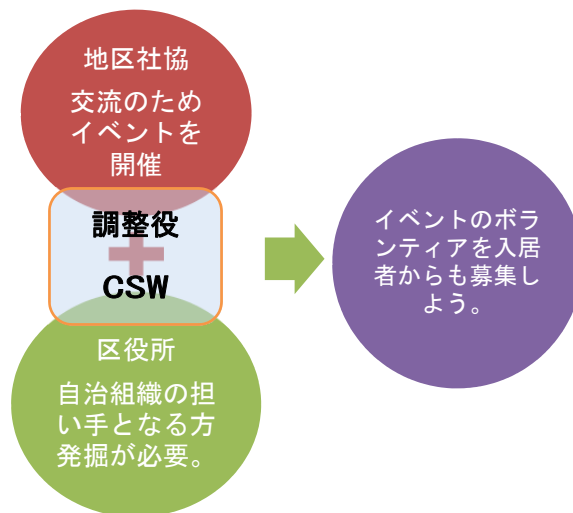 地区社協
交流のため
イベントを
開催
調整役
CSW
区役所
自治組織の担
い手となる方
発掘が必要。
イベントのボラ
ンティアを入居
者からも募集し
よう。